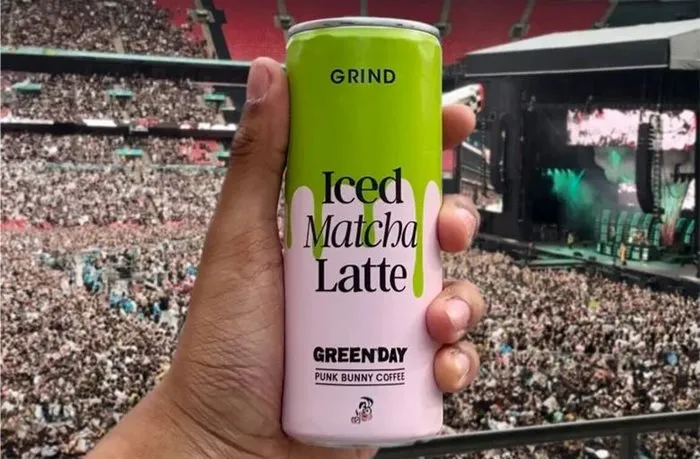 GRIND
Iced
Matcha
Latte
GREEN DAY
PUNK BUNNY COFFEE